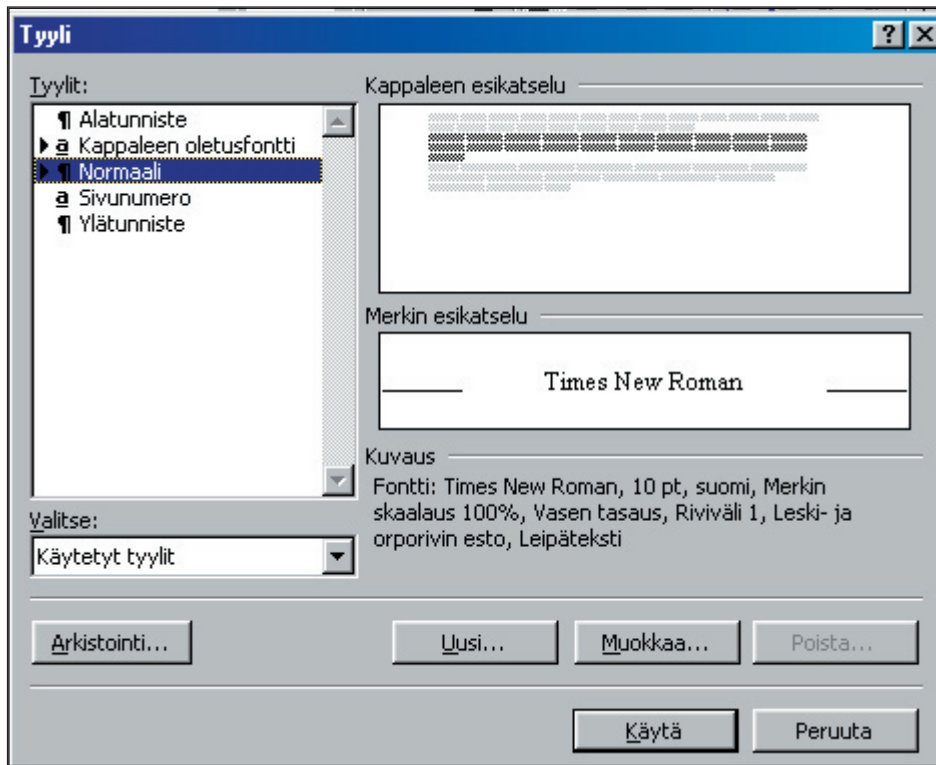 Tyyli
Tyylit:
¶ Alatunniste
a Kappaleen oletusfontti
¶ Normaali
a Sivunumero
¶ Ylätunniste
Valitse:
Käytetyt tyylit
Kappaleen esikatselu
Merkin esikatselu
Times New Roman
Kuvaus
Fontti: Times New Roman, 10 pt, suomi, Merkin
skaalaus 100%, Vasen tasaus, Riviväli 1, Leski- ja
orporivin esto, Leipäteksti
Arkistointi...
Uusi...
Muokkaa...
Poista...
Käytä
Peruuta